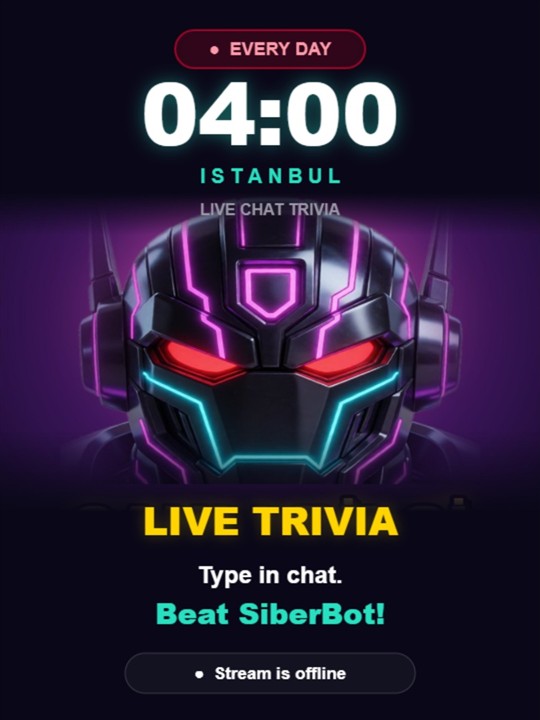 ● EVERY DAY
04:00
ISTANBUL
LIVE CHAT TRIVIA
LIVE TRIVIA
Type in chat.
Beat SiberBot!
● Stream is offline